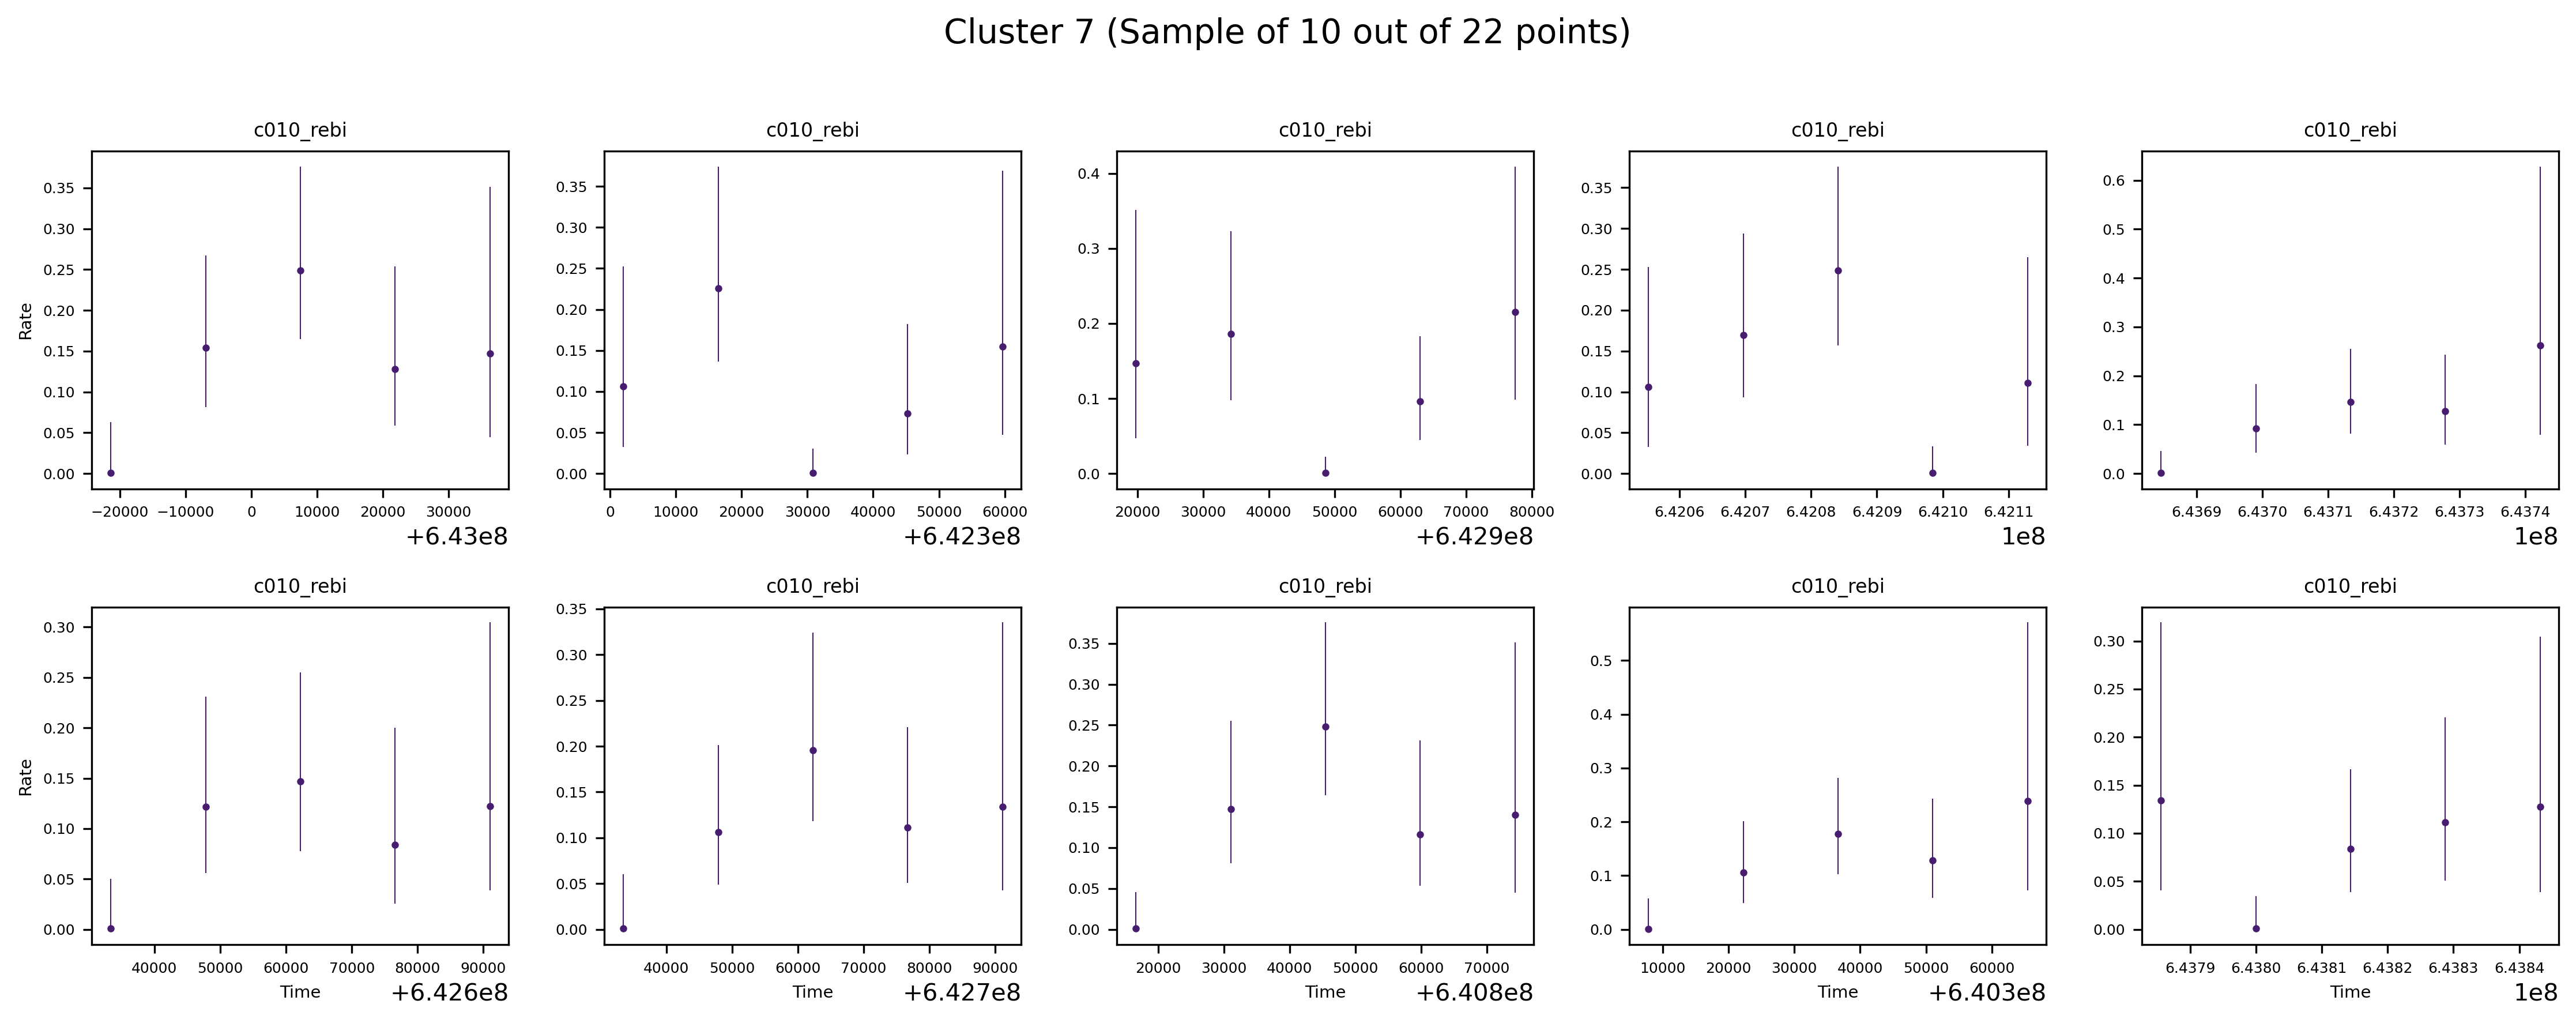 Cluster 7 (Sample of 10 out of 22 points)
c010_rebi c010_rebi c010_rebi c010_rebi c010_rebi
Rate
0.35 0.30 0.25 0.20 0.15 0.10 0.05 0.00
−20000 −10000 0 10000 20000 30000
+6.43e8
0.35 0.30 0.25 0.20 0.15 0.10 0.05 0.00
0 10000 20000 30000 40000 50000 60000
+6.423e8
0.4 0.3 0.2 0.1 0.0
20000 30000 40000 50000 60000 70000 80000
+6.429e8
0.35 0.30 0.25 0.20 0.15 0.10 0.05 0.00
6.4206 6.4207 6.4208 6.4209 6.4210 6.4211
1e8
0.6 0.5 0.4 0.3 0.2 0.1 0.0
6.4369 6.4370 6.4371 6.4372 6.4373 6.4374
1e8
c010_rebi c010_rebi c010_rebi c010_rebi c010_rebi
Rate
0.30 0.25 0.20 0.15 0.10 0.05 0.00
40000 50000 60000 70000 80000 90000
Time +6.426e8
0.35 0.30 0.25 0.20 0.15 0.10 0.05 0.00
40000 50000 60000 70000 80000 90000
Time +6.427e8
0.35 0.30 0.25 0.20 0.15 0.10 0.05 0.00
20000 30000 40000 50000 60000 70000
Time +6.408e8
0.5 0.4 0.3 0.2 0.1 0.0
10000 20000 30000 40000 50000 60000
Time +6.403e8
0.30 0.25 0.20 0.15 0.10 0.05 0.00
6.4379 6.4380 6.4381 6.4382 6.4383 6.4384
Time 1e8